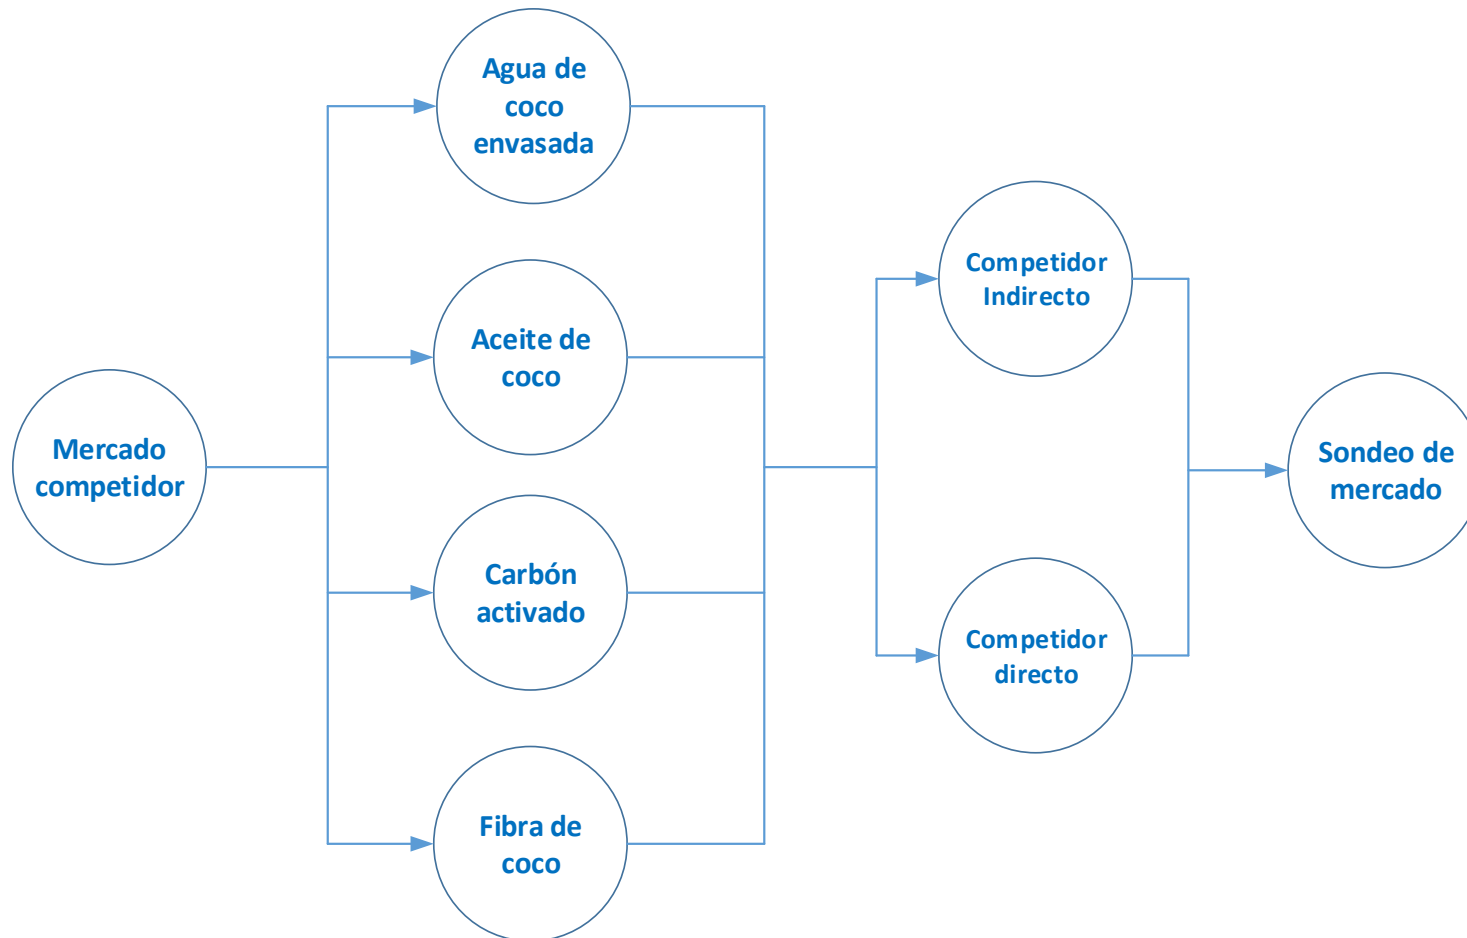 Agua de
coco
envasada
Aceite de
coco
Mercado
competidor
Carbón
activado
Fibra de
coco
Competidor
Indirecto
Competidor
directo
Sondeo de
mercado